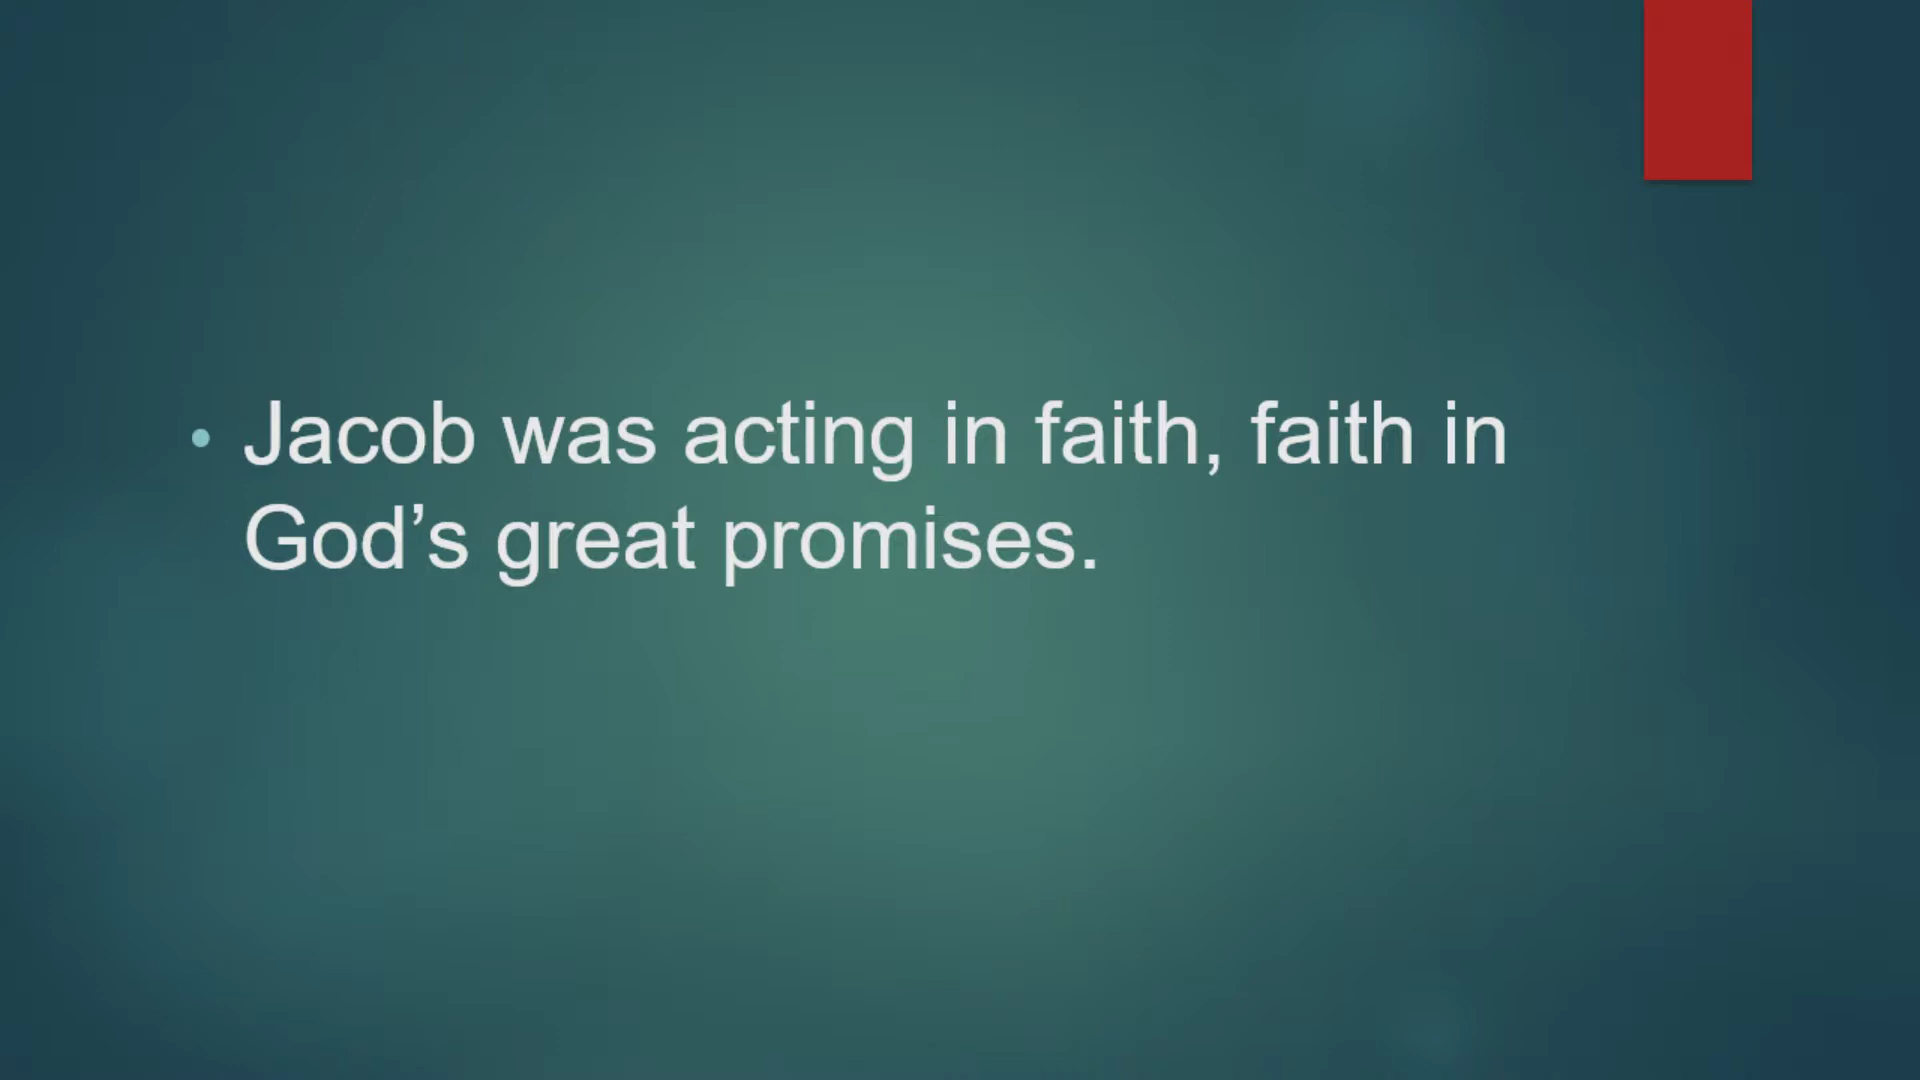 • Jacob was acting in faith, faith in
God’s great promises.